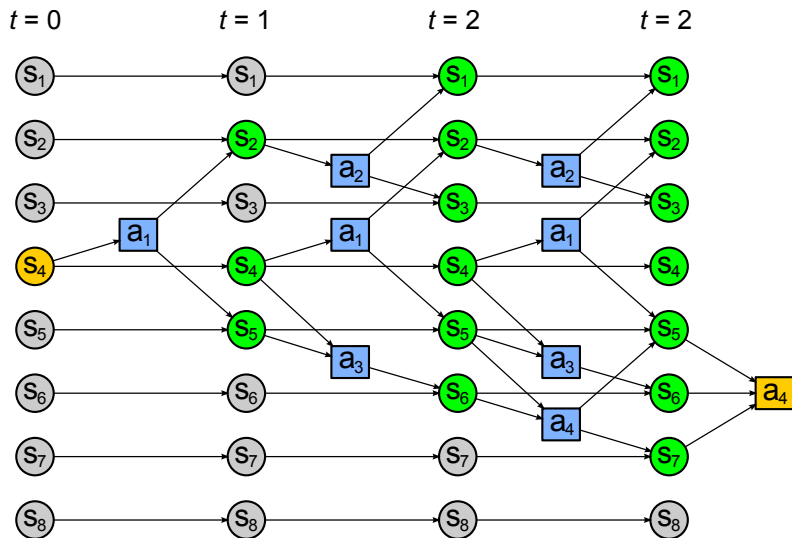 t = 0 t = 1 t = 2 t = 2
s1 s1 s1 s1
s2 s2 s2 s2
a2 a2
s3 s3 s3 s3
a1 a1 a1
s4 s4 s4 s4
s5 s5 s5 s5
a3 a3
s6 s6 s6 s6 a4
a4
s7 s7 s7 s7
s8 s8 s8 s8